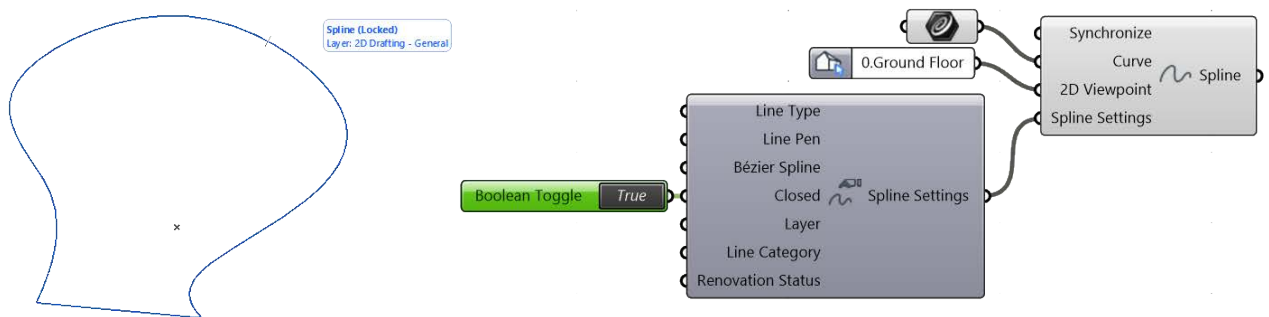 Spline (Locked)
Layer: 2D Drafting - General
0.Ground Floor
Synchronize
Curve
2D Viewpoint
Spline Settings
Spline
Boolean Toggle True
Line Type
Line Pen
Bézier Spline
Closed
Layer
Line Category
Renovation Status
Spline Settings